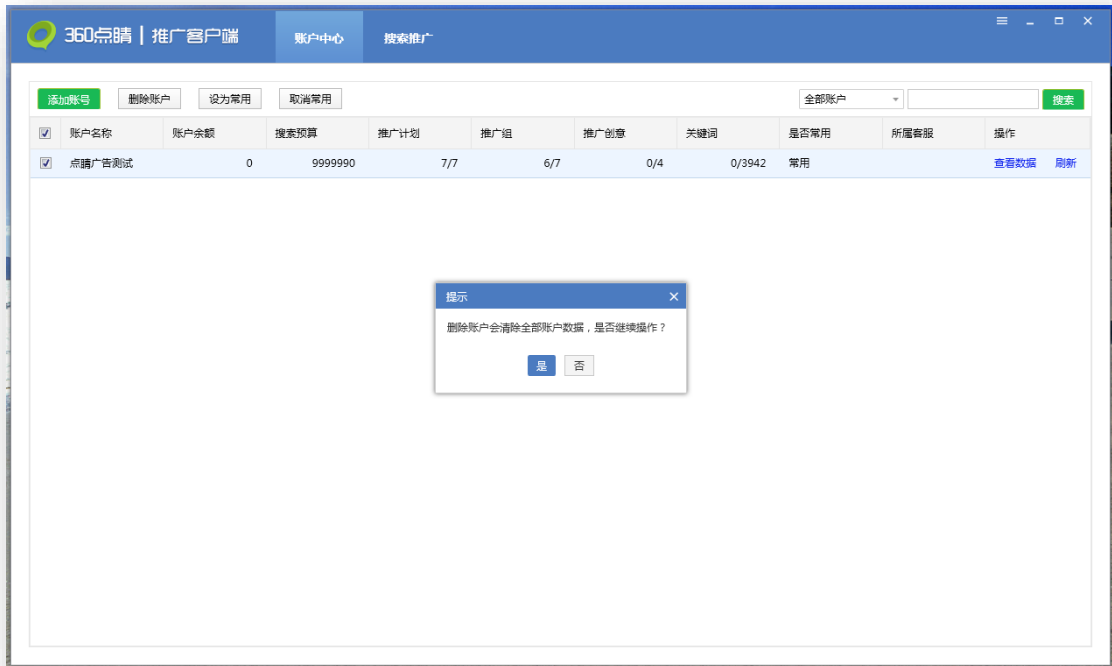 360点睛 | 推广客户端 账户中心 搜索推广
添加账号 删除账户 设为常用 取消常用 全部账户 搜索
账户名称 账户余额 搜索预算 推广计划 推广组 推广创意 关键词 是否常用 所属客服 操作
点睛广告测试 0 9999990 7/7 6/7 0/4 0/3942 常用 查看数据 刷新
提示
删除账户会清除全部账户数据，是否继续操作？
是 否